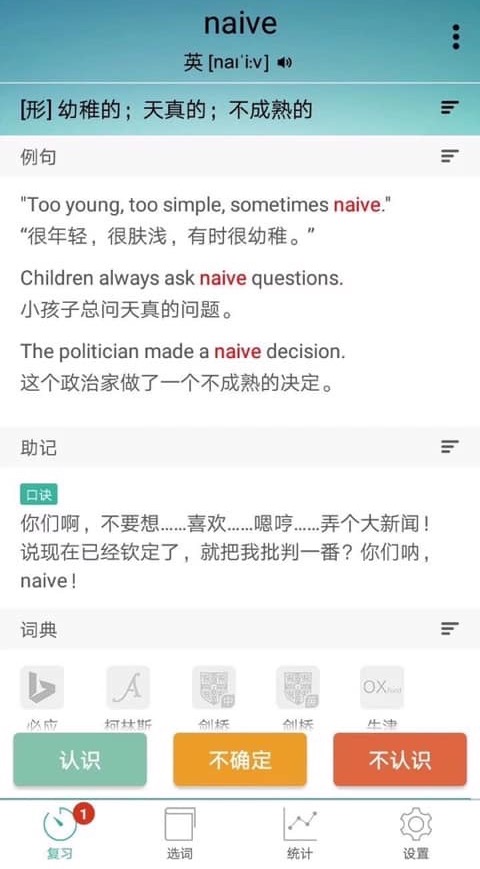 naive
英 [naɪˈiːv]
[形] 幼稚的；天真的；不成熟的
例句
"Too young, too simple, sometimes naive."
“很年轻，很肤浅，有时很幼稚。”
Children always ask naive questions.
小孩子总问天真的问题。
The politician made a naive decision.
这个政治家做了一个不成熟的决定。
助记
口诀
你们啊，不要想……喜欢……嗯哼……弄个大新闻！
说现在已经钦定了，就把我批判一番？你们呐，
naive！
词典
必应 柯林斯 剑桥 剑桥 牛津
认识 不确定 不认识
1
复习 选词 统计 设置